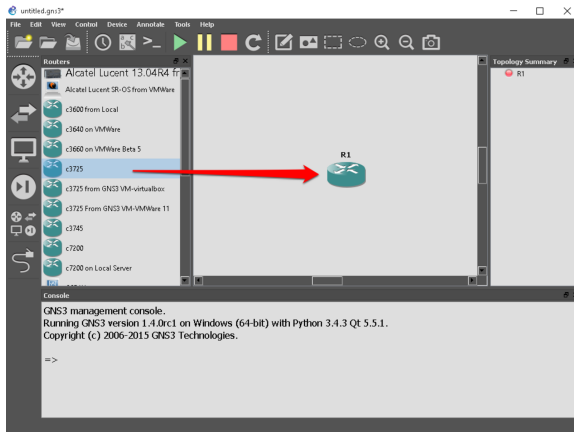 untitled.gns3*
File Edit View Control Device Annotate Tools Help
Routers
Topology Summary
Alcatel Lucent 13.04R4 fr
R1
Alcatel Lucent SR-OS from VMWare
c3600 from Local
c3640 on VMWare
c3660 on VMWare Beta 5
R1
c3725
c3725 from GNS3 VM-virtualbox
c3725 From GNS3 VM-VMWare 11
c3745
c7200
c7200 on Local Server
Console
GNS3 management console.
Running GNS3 version 1.4.0rc1 on Windows (64-bit) with Python 3.4.3 Qt 5.5.1.
Copyright (c) 2006-2015 GNS3 Technologies.
=>